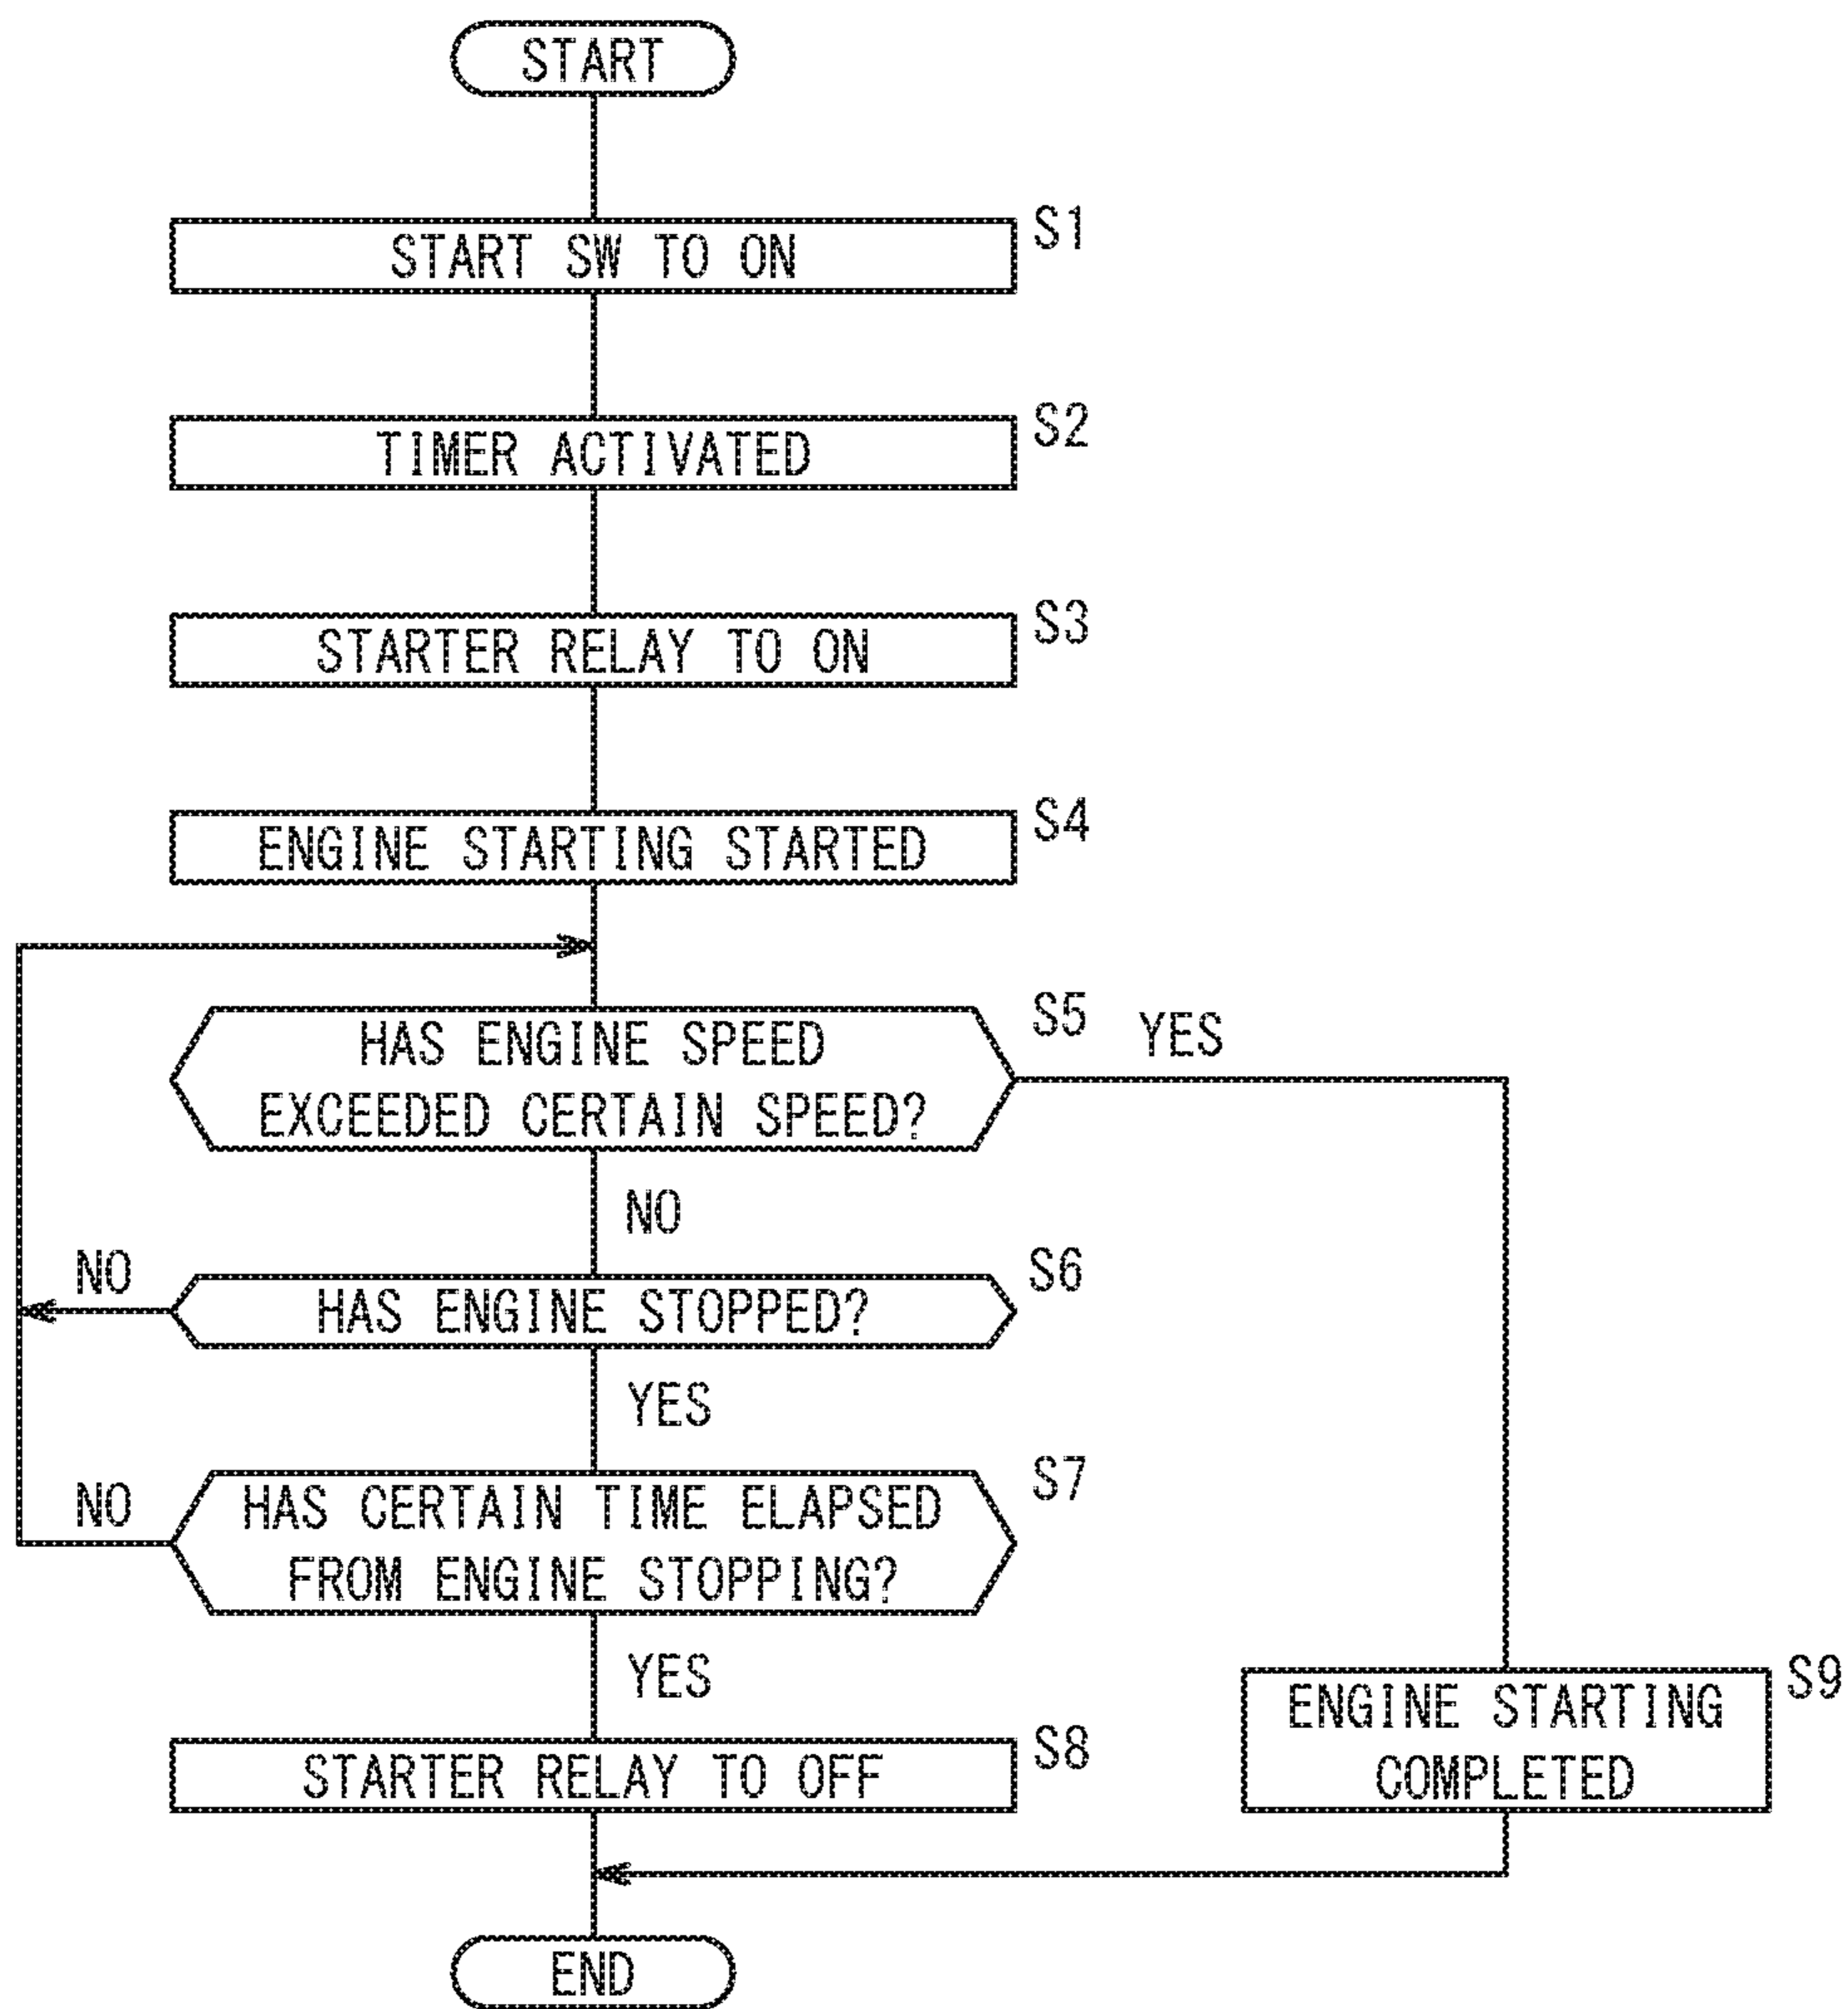 START
START SW TO ON
S1
TIMER ACTIVATED
S2
STARTER RELAY TO ON
S3
ENGINE STARTING STARTED
S4
HAS ENGINE SPEED
EXCEEDED CERTAIN SPEED?
S5
YES
NO
HAS ENGINE STOPPED?
S6
NO
YES
HAS CERTAIN TIME ELAPSED
FROM ENGINE STOPPING?
S7
NO
YES
STARTER RELAY TO OFF
S8
ENGINE STARTING
COMPLETED
S9
END